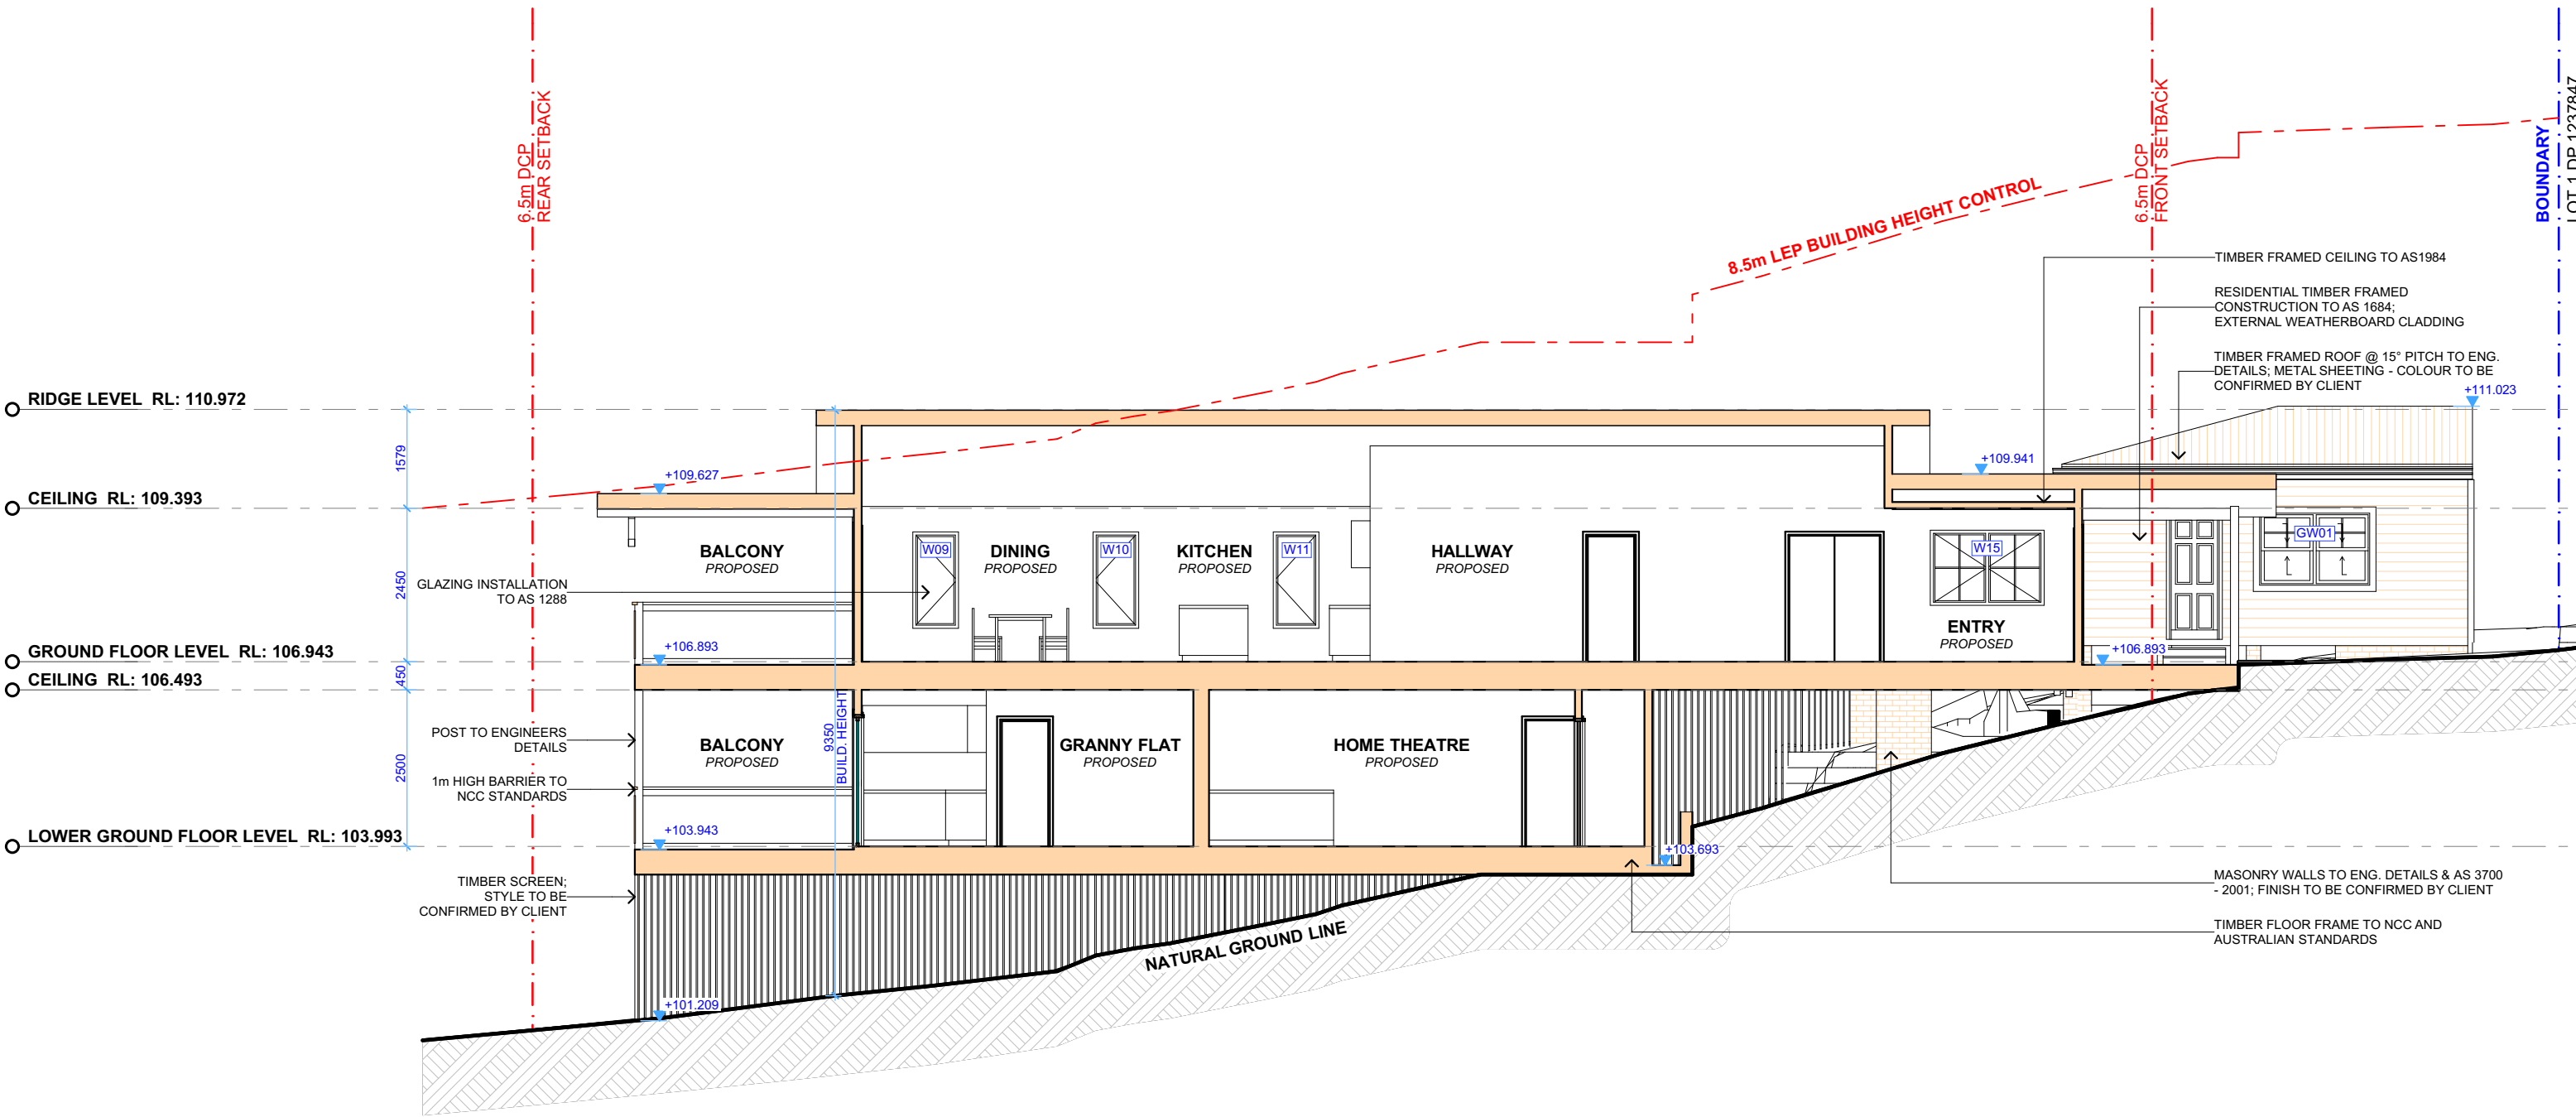 6.5m DCP
REAR SETBACK
8.5m LEP BUILDING HEIGHT CONTROL
6.5m DCP
FRONT SETBACK
BOUNDARY
LOT 1 DP 1237847
TIMBER FRAMED CEILING TO AS1984
RESIDENTIAL TIMBER FRAMED
CONSTRUCTION TO AS 1684;
EXTERNAL WEATHERBOARD CLADDING
TIMBER FRAMED ROOF @ 15° PITCH TO ENG.
DETAILS; METAL SHEETING - COLOUR TO BE
CONFIRMED BY CLIENT
+111.023
RIDGE LEVEL RL: 110.972
1579
+109.627
+109.941
CEILING RL: 109.393
2450
BALCONY
PROPOSED
W09
DINING
PROPOSED
W10
KITCHEN
PROPOSED
W11
HALLWAY
PROPOSED
W15
GW01
GLAZING INSTALLATION
TO AS 1288
ENTRY
PROPOSED
+106.893
+106.893
GROUND FLOOR LEVEL RL: 106.943
450
CEILING RL: 106.493
2500
POST TO ENGINEERS
DETAILS
BALCONY
PROPOSED
9350
BUILD. HEIGHT
GRANNY FLAT
PROPOSED
HOME THEATRE
PROPOSED
1m HIGH BARRIER TO
NCC STANDARDS
+103.943
LOWER GROUND FLOOR LEVEL RL: 103.993
+103.693
TIMBER SCREEN;
STYLE TO BE
CONFIRMED BY CLIENT
MASONRY WALLS TO ENG. DETAILS & AS 3700
- 2001; FINISH TO BE CONFIRMED BY CLIENT
TIMBER FLOOR FRAME TO NCC AND
AUSTRALIAN STANDARDS
NATURAL GROUND LINE
+101.209